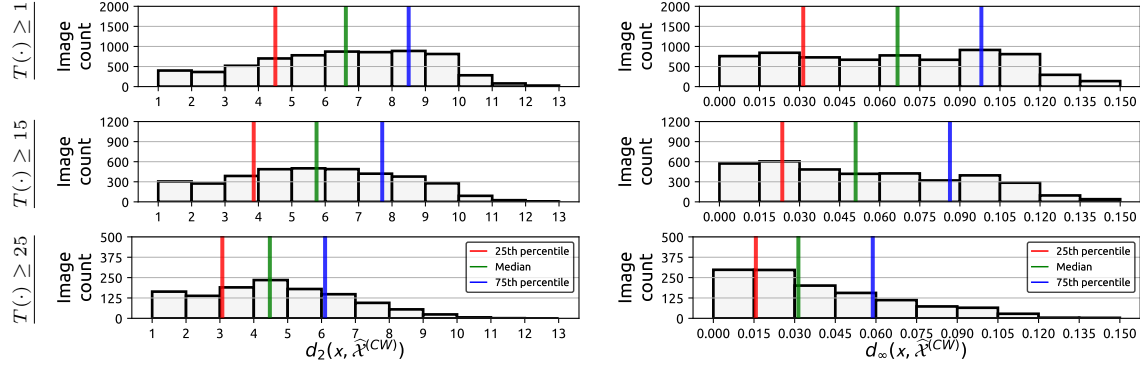 T(·) ≥ 1
Image count
2000
1500
1000
500
0
1 2 3 4 5 6 7 8 9 10 11 12 13
Image count
2000
1500
1000
500
0
0.000 0.015 0.030 0.045 0.060 0.075 0.090 0.105 0.120 0.135 0.150
T(·) ≥ 15
Image count
1200
900
600
300
0
1 2 3 4 5 6 7 8 9 10 11 12 13
Image count
1200
900
600
300
0
0.000 0.015 0.030 0.045 0.060 0.075 0.090 0.105 0.120 0.135 0.150
T(·) ≥ 25
Image count
500
375
250
125
0
25th percentile
Median
75th percentile
1 2 3 4 5 6 7 8 9 10 11 12 13
d₂(x, 𝒳̂^(CW))
Image count
500
375
250
125
0
25th percentile
Median
75th percentile
0.000 0.015 0.030 0.045 0.060 0.075 0.090 0.105 0.120 0.135 0.150
d∞(x, 𝒳̂^(CW))